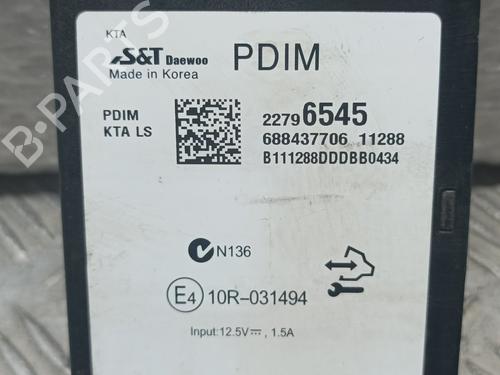 KTA
S&T Daewoo PDIM
Made in Korea
PDIM 22796545
KTA LS 688437706 11288
B111288DDDBB0434
N136
E4 10R-031494
Input:12.5V⎓, 1.5A
B-PARTS